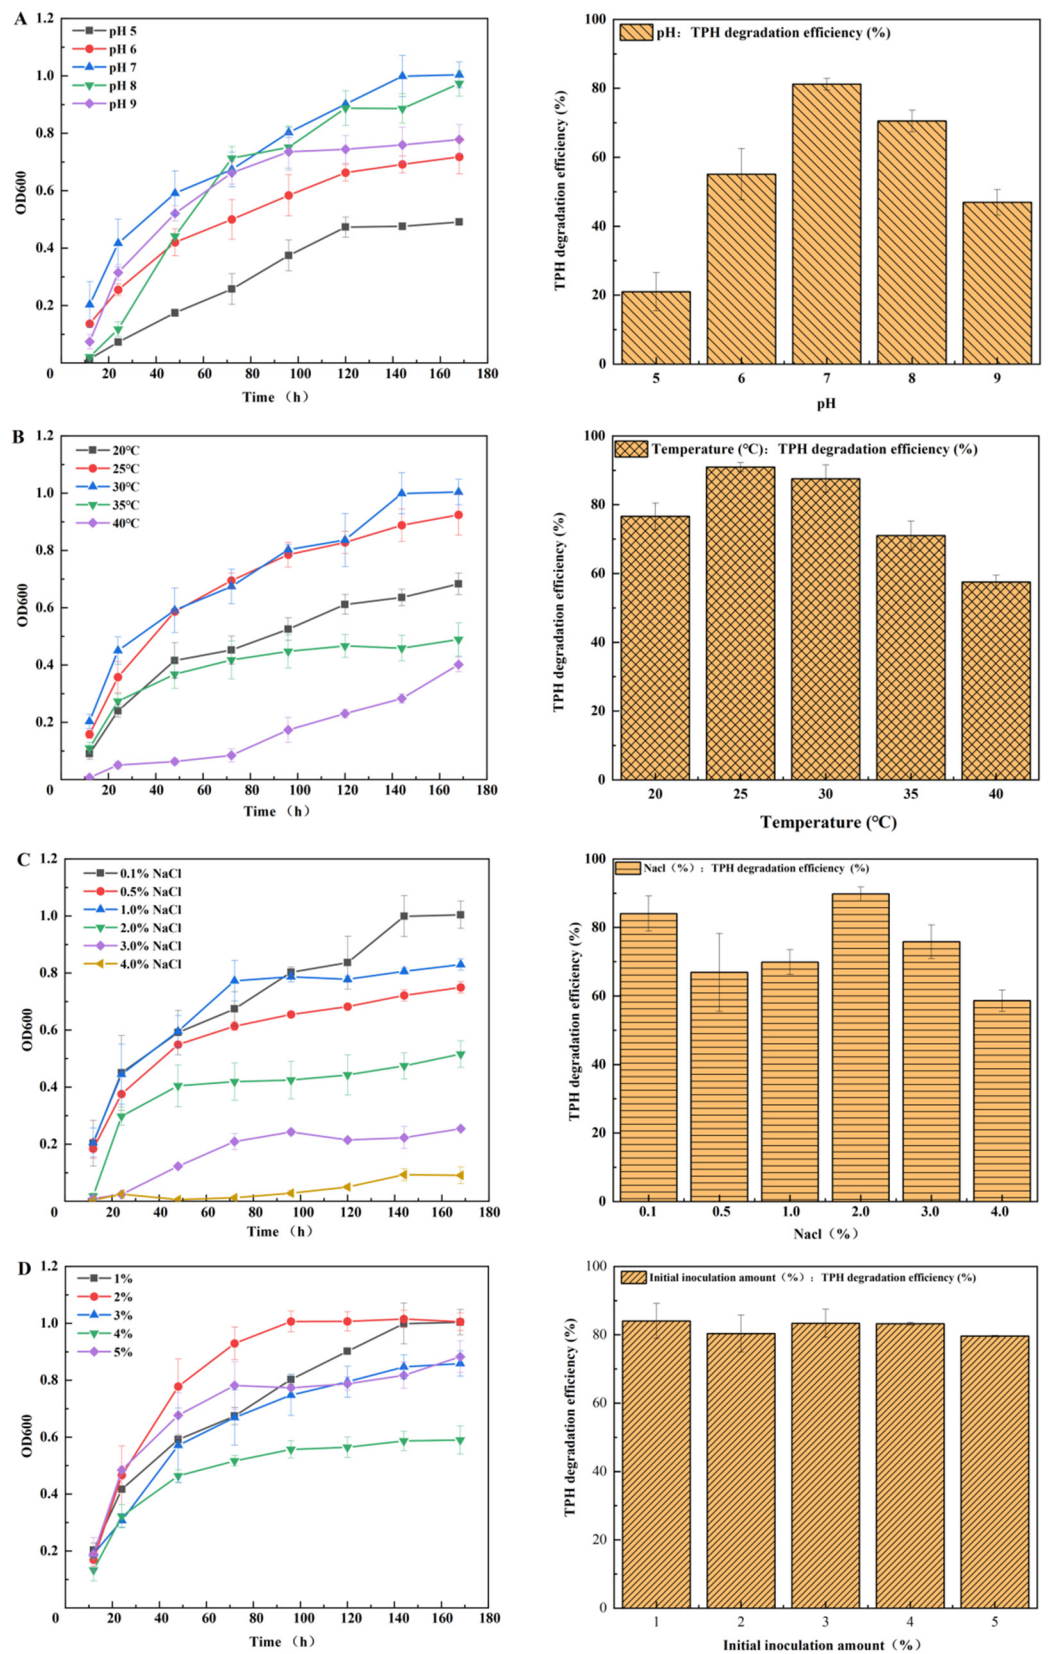 A
pH 5
pH 6
pH 7
pH 8
pH 9
OD600
1.2
1.0
0.8
0.6
0.4
0.2
0 20 40 60 80 100 120 140 160 180
Time （h）
pH：TPH degradation efficiency (%)
TPH degradation efficiency (%)
100
80
60
40
20
0
5 6 7 8 9
pH
B
20℃
25℃
30℃
35℃
40℃
OD600
1.2
1.0
0.8
0.6
0.4
0.2
0 20 40 60 80 100 120 140 160 180
Time （h）
Temperature (℃)：TPH degradation efficiency (%)
TPH degradation efficiency (%)
100
80
60
40
20
0
20 25 30 35 40
Temperature (℃)
C
0.1% NaCl
0.5% NaCl
1.0% NaCl
2.0% NaCl
3.0% NaCl
4.0% NaCl
OD600
1.2
1.0
0.8
0.6
0.4
0.2
0 20 40 60 80 100 120 140 160 180
Time （h）
Nacl（%）：TPH degradation efficiency (%)
TPH degradation efficiency (%)
100
80
60
40
20
0
0.1 0.5 1.0 2.0 3.0 4.0
Nacl（%）
D
1%
2%
3%
4%
5%
OD600
1.2
1.0
0.8
0.6
0.4
0.2
0 20 40 60 80 100 120 140 160 180
Time （h）
Initial inoculation amount（%）：TPH degradation efficiency (%)
TPH degradation efficiency (%)
100
80
60
40
20
0
1 2 3 4 5
Initial inoculation amount（%）